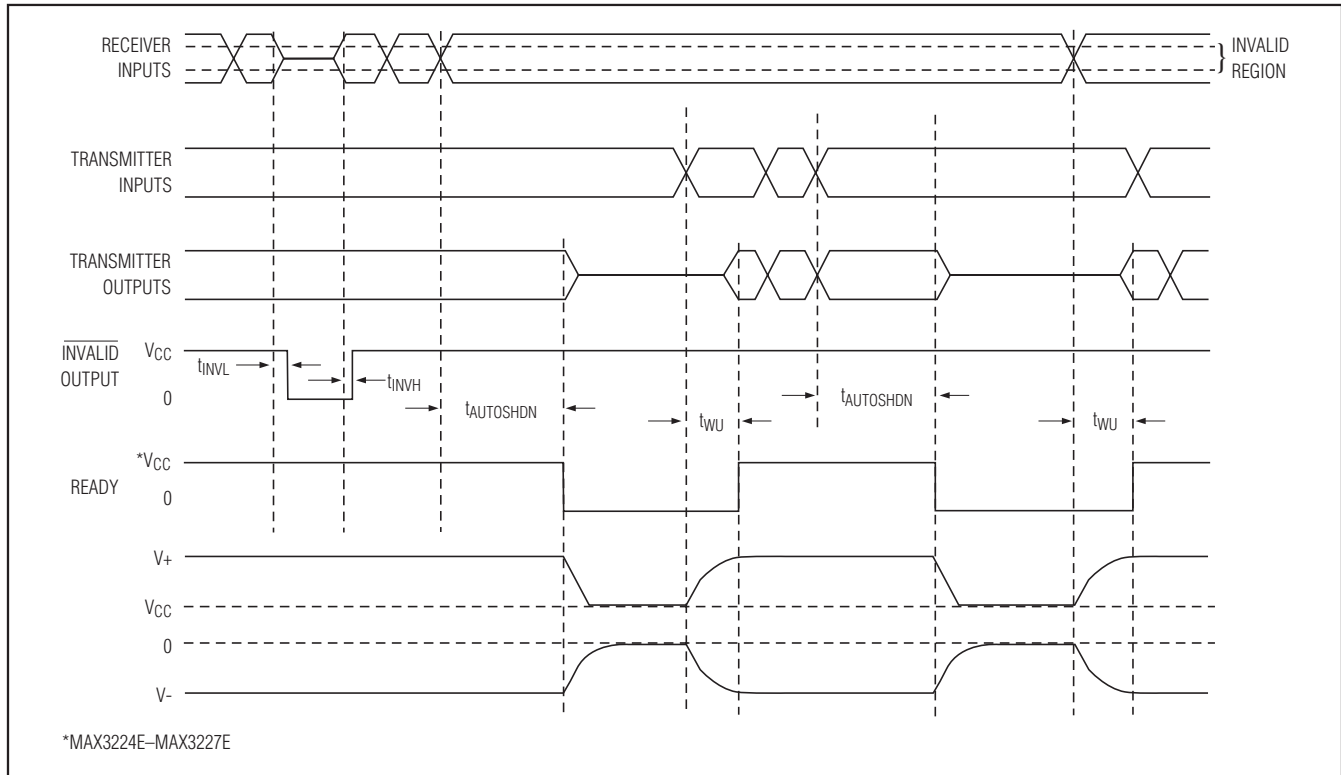 RECEIVER
INPUTS
} INVALID
REGION
TRANSMITTER
INPUTS
TRANSMITTER
OUTPUTS
INVALID
OUTPUT
VCC
0
tINVL
tINVH
tAUTOSHDN
tWU
tAUTOSHDN
tWU
READY
*VCC
0
V+
VCC
0
V-
*MAX3224E–MAX3227E